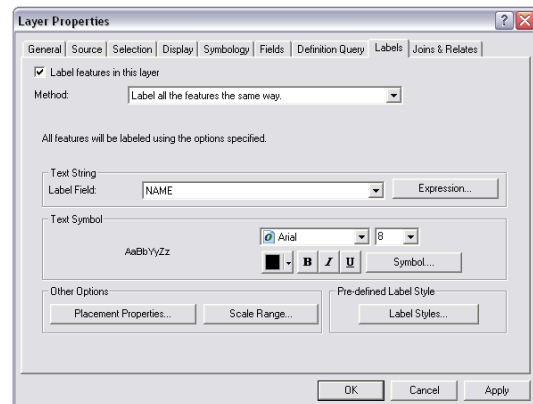 Layer Properties
General Source Selection Display Symbology Fields Definition Query Labels Joins & Relates
Label features in this layer
Method: Label all the features the same way.
All features will be labeled using the options specified.
Text String
Label Field: NAME Expression...
Text Symbol
AaBbYyZz
Arial 8
B I U Symbol...
Other Options Pre-defined Label Style
Placement Properties... Scale Range... Label Styles...
OK Cancel Apply